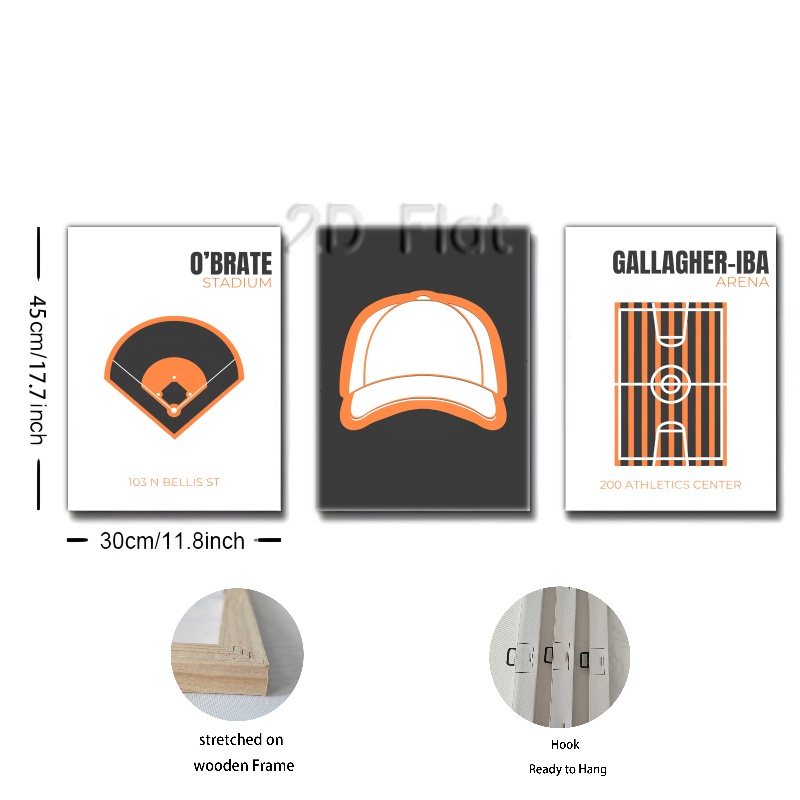 2D Flat
O'BRATE
STADIUM
103 N BELLIS ST
GALLAGHER-IBA
ARENA
200 ATHLETICS CENTER
45cm/17.7inch
30cm/11.8inch
stretched on
wooden Frame
Hook
Ready to Hang